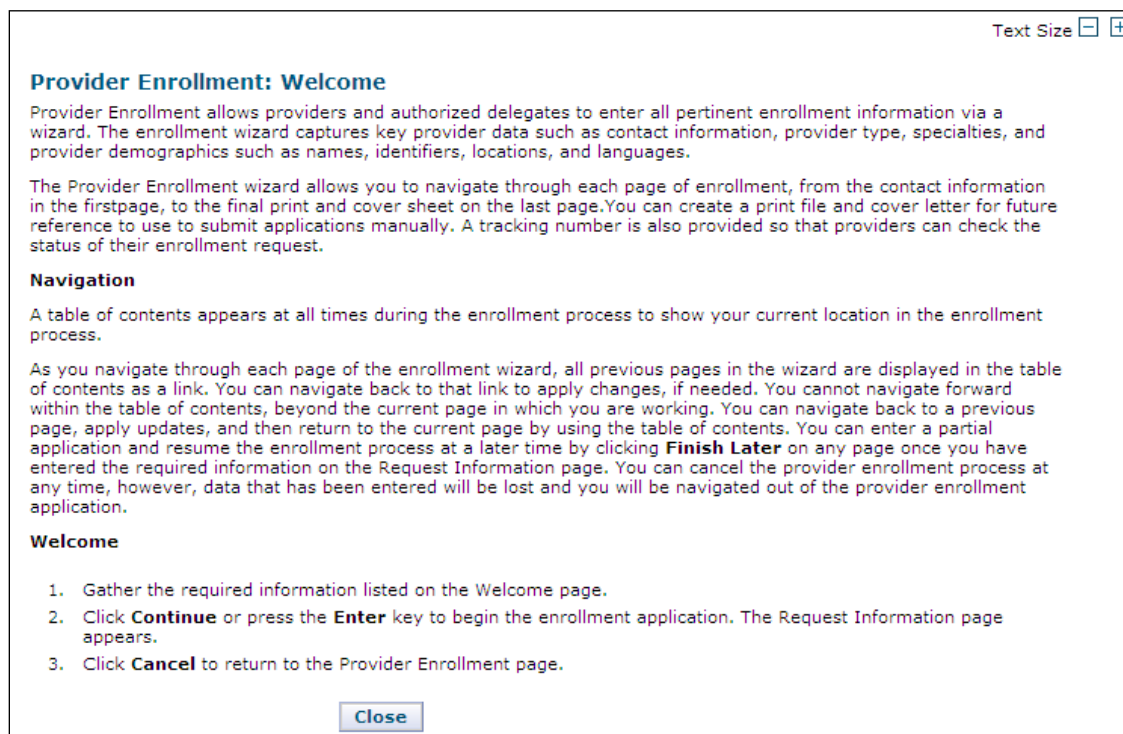 Text Size
Provider Enrollment: Welcome
Provider Enrollment allows providers and authorized delegates to enter all pertinent enrollment information via a
wizard. The enrollment wizard captures key provider data such as contact information, provider type, specialties, and
provider demographics such as names, identifiers, locations, and languages.
The Provider Enrollment wizard allows you to navigate through each page of enrollment, from the contact information
in the firstpage, to the final print and cover sheet on the last page.You can create a print file and cover letter for future
reference to use to submit applications manually. A tracking number is also provided so that providers can check the
status of their enrollment request.
Navigation
A table of contents appears at all times during the enrollment process to show your current location in the enrollment
process.
As you navigate through each page of the enrollment wizard, all previous pages in the wizard are displayed in the table
of contents as a link. You can navigate back to that link to apply changes, if needed. You cannot navigate forward
within the table of contents, beyond the current page in which you are working. You can navigate back to a previous
page, apply updates, and then return to the current page by using the table of contents. You can enter a partial
application and resume the enrollment process at a later time by clicking Finish Later on any page once you have
entered the required information on the Request Information page. You can cancel the provider enrollment process at
any time, however, data that has been entered will be lost and you will be navigated out of the provider enrollment
application.
Welcome
1. Gather the required information listed on the Welcome page.
2. Click Continue or press the Enter key to begin the enrollment application. The Request Information page
appears.
3. Click Cancel to return to the Provider Enrollment page.
Close